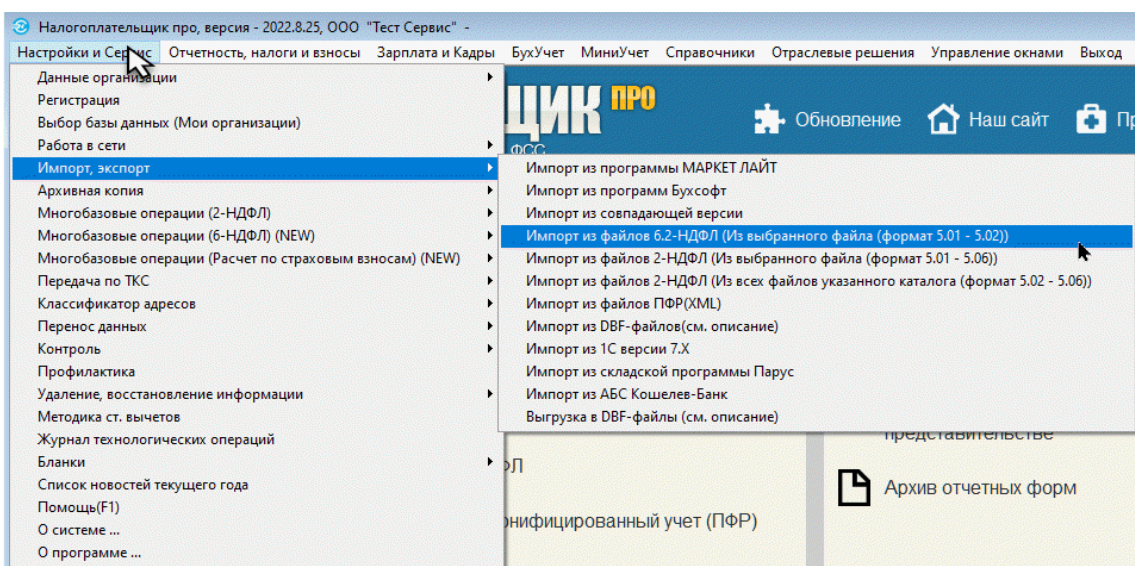 Налогоплательщик про, версия - 2022.8.25, ООО "Тест Сервис" -
Настройки и Сервис Отчетность, налоги и взносы Зарплата и Кадры БухУчет МиниУчет Справочники Отраслевые решения Управление окнами Выход
Данные организации
Регистрация
Выбор базы данных (Мои организации)
Работа в сети
Импорт, экспорт
Архивная копия
Многобазовые операции (2-НДФЛ)
Многобазовые операции (6-НДФЛ) (NEW)
Многобазовые операции (Расчет по страховым взносам) (NEW)
Передача по ТКС
Классификатор адресов
Перенос данных
Контроль
Профилактика
Удаление, восстановление информации
Методика ст. вычетов
Журнал технологических операций
Бланки
Список новостей текущего года
Помощь(F1)
О системе ...
О программе ...
ЩИК ПРО
ФСС
Обновление
Наш сайт
Импорт из программы МАРКЕТ ЛАЙТ
Импорт из программ Бухсофт
Импорт из совпадающей версии
Импорт из файлов 6.2-НДФЛ (Из выбранного файла (формат 5.01 - 5.02))
Импорт из файлов 2-НДФЛ (Из выбранного файла (формат 5.01 - 5.06))
Импорт из файлов 2-НДФЛ (Из всех файлов указанного каталога (формат 5.02 - 5.06))
Импорт из файлов ПФР(XML)
Импорт из DBF-файлов(см. описание)
Импорт из 1С версии 7.X
Импорт из складской программы Парус
Импорт из АБС Кошелев-Банк
Выгрузка в DBF-файлы (см. описание)
представительстве
ФЛ
Архив отчетных форм
онифицированный учет (ПФР)